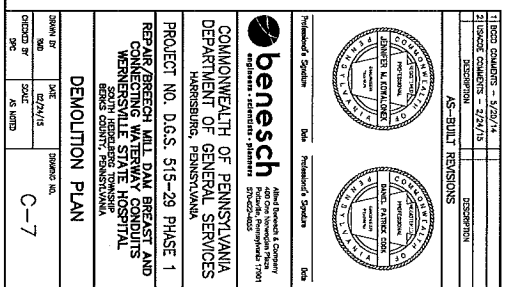 1 BCCD COMMENTS - 5/20/14
2 USACOE COMMENTS - 2/24/15
DESCRIPTION DESCRIPTION
AS-BUILT REVISIONS
COMMONWEALTH OF PENNSYLVANIA
PROFESSIONAL
JENNIFER M. KOWALONEK
ENGINEER
COMMONWEALTH OF PENNSYLVANIA
REGISTERED
PROFESSIONAL
DANIEL PATRICK COOK
ENGINEER
Professional's Signature Date
Professional's Signature Date
benesch
engineers · scientists · planners
Alfred Benesch & Company
400 One Norwegian Plaza
Pottsville, Pennsylvania 17901
570-622-4055
COMMONWEALTH OF PENNSYLVANIA
DEPARTMENT OF GENERAL SERVICES
HARRISBURG, PENNSYLVANIA
PROJECT NO. D.G.S. 515-29 PHASE 1
REPAIR/BREECH MILL DAM BREAST AND
CONNECTING WATERWAY CONDUITS
WERNERSVILLE STATE HOSPITAL
SOUTH HEIDELBERG TOWNSHIP
BERKS COUNTY, PENNSYLVANIA
DEMOLITION PLAN
DRAWN BY DATE DRAWING NO.
02/24/15
CHECKED BY SCALE
DPC AS NOTED
C-7